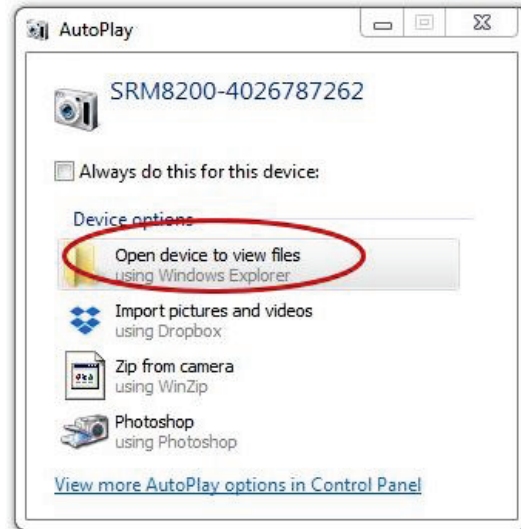 AutoPlay
SRM8200-4026787262
Always do this for this device:
Device options
Open device to view files
using Windows Explorer
Import pictures and videos
using Dropbox
Zip from camera
using WinZip
Photoshop
using Photoshop
View more AutoPlay options in Control Panel